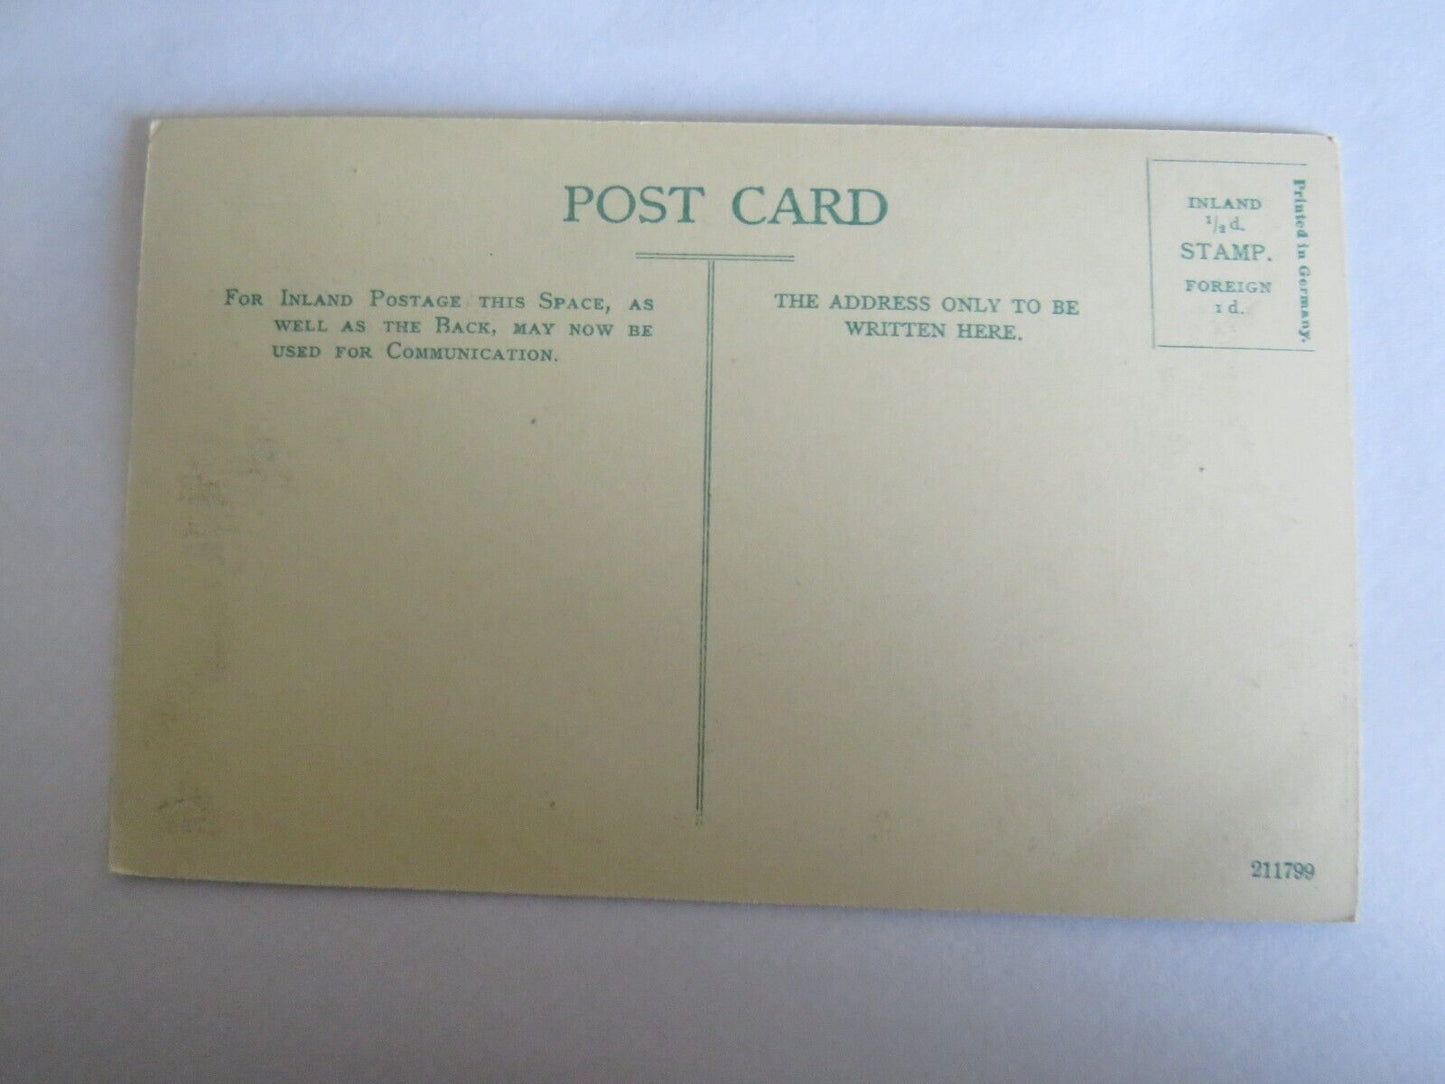 POST CARD
For Inland Postage this Space, as
well as the Back, may now be
used for Communication.
THE ADDRESS ONLY TO BE
WRITTEN HERE.
INLAND
1/2 d.
STAMP.
FOREIGN
1 d.
Printed in Germany.
211799